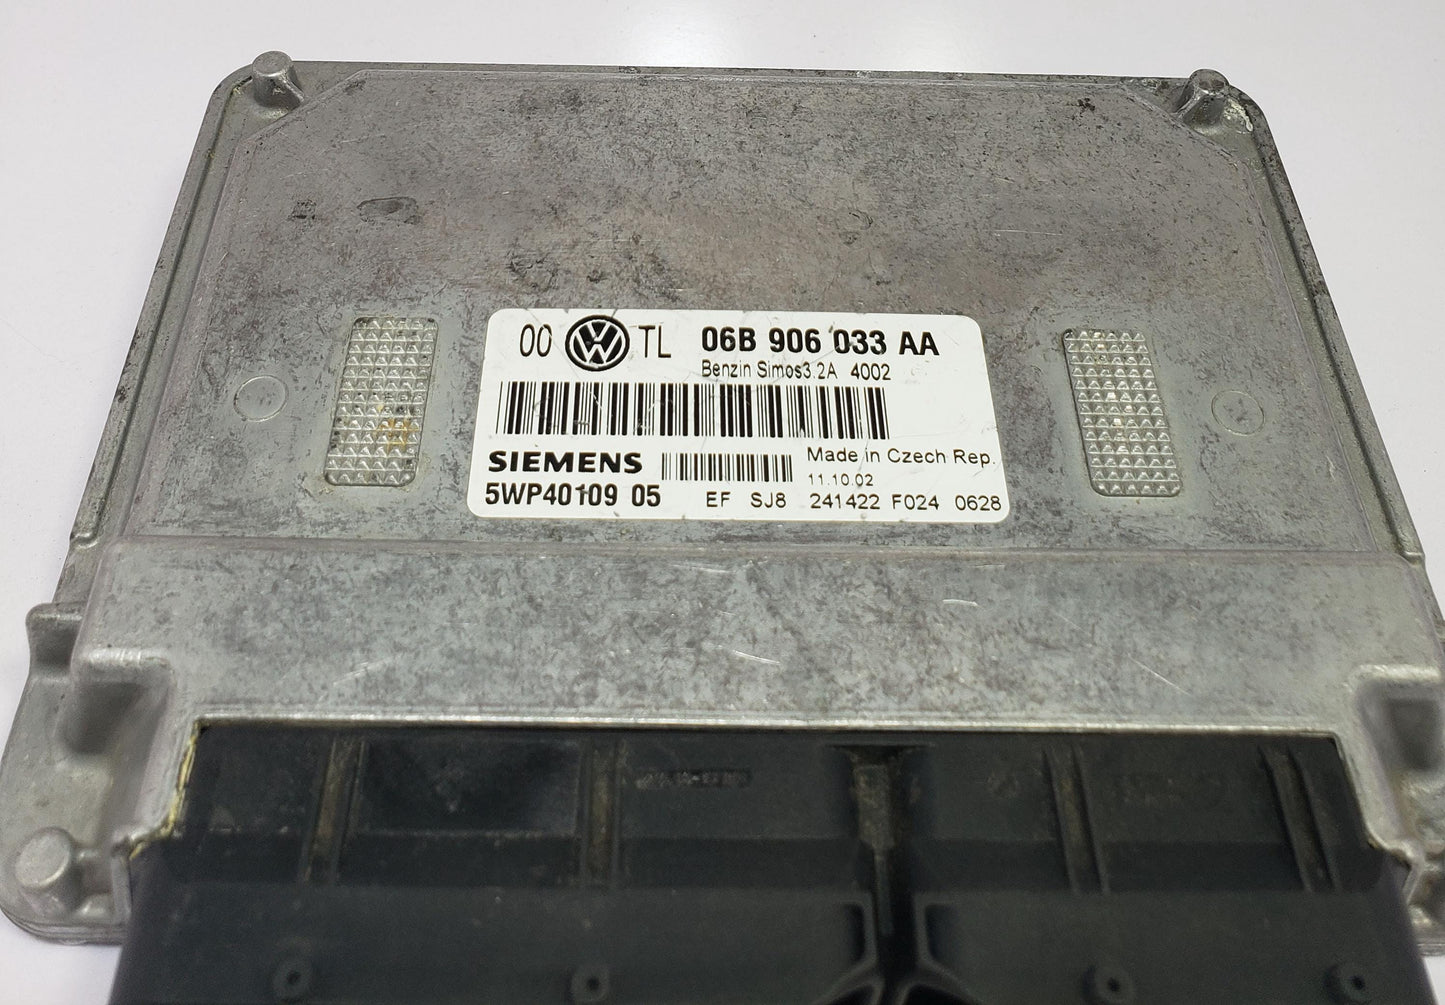 00 VW TL 06B 906 033 AA
Benzin Simos3.2A 4002
SIEMENS Made in Czech Rep.
11.10.02
5WP40109 05 EF SJ8 241422 F024 0628